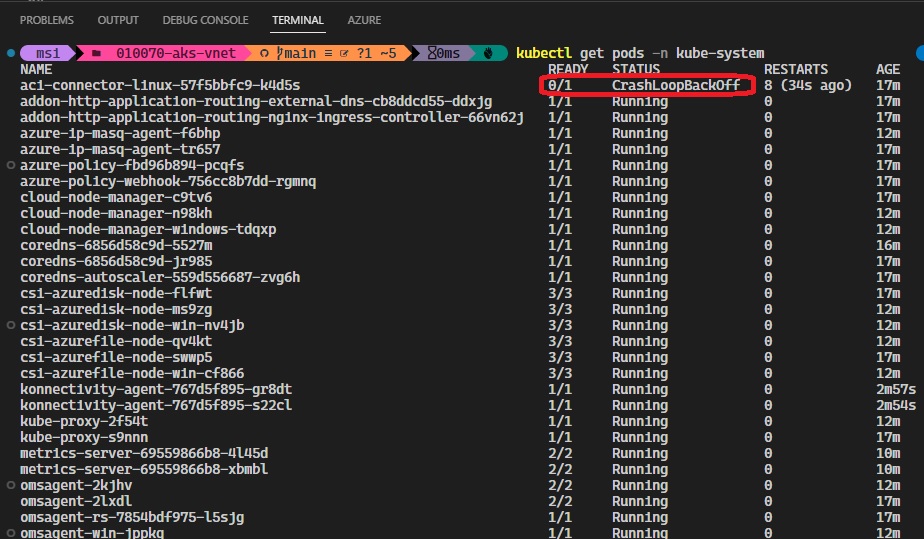 PROBLEMS OUTPUT DEBUG CONSOLE TERMINAL AZURE
ms1 010070-aks-vnet main ≡ ?1 ~5 0ms kubectl get pods -n kube-system
NAME READY STATUS RESTARTS AGE
aci-connector-linux-57f5bbfc9-k4d5s 0/1 CrashLoopBackOff 8 (34s ago) 17m
addon-http-application-routing-external-dns-cb8ddcd55-ddxjg 1/1 Running 0 17m
addon-http-application-routing-nginx-ingress-controller-66vn62j 1/1 Running 0 17m
azure-ip-masq-agent-f6bhp 1/1 Running 0 12m
azure-ip-masq-agent-tr657 1/1 Running 0 17m
azure-policy-fbd96b894-pcqfs 1/1 Running 0 17m
azure-policy-webhook-756cc8b7dd-rgmnq 1/1 Running 0 17m
cloud-node-manager-c9tv6 1/1 Running 0 17m
cloud-node-manager-n98kh 1/1 Running 0 12m
cloud-node-manager-windows-tdqxp 1/1 Running 0 12m
coredns-6856d58c9d-5527m 1/1 Running 0 16m
coredns-6856d58c9d-jr985 1/1 Running 0 17m
coredns-autoscaler-559d556687-zvg6h 1/1 Running 0 17m
csi-azuredisk-node-flfwt 3/3 Running 0 17m
csi-azuredisk-node-ms9zg 3/3 Running 0 12m
csi-azuredisk-node-win-nv4jb 3/3 Running 0 12m
csi-azurefile-node-qv4kt 3/3 Running 0 12m
csi-azurefile-node-swwp5 3/3 Running 0 17m
csi-azurefile-node-win-cf866 3/3 Running 0 12m
konnectivity-agent-767d5f895-gr8dt 1/1 Running 0 2m57s
konnectivity-agent-767d5f895-s22cl 1/1 Running 0 2m54s
kube-proxy-2f54t 1/1 Running 0 12m
kube-proxy-s9nnn 1/1 Running 0 17m
metrics-server-69559866b8-4l45d 2/2 Running 0 10m
metrics-server-69559866b8-xbmbl 2/2 Running 0 10m
omsagent-2kjhv 2/2 Running 0 12m
omsagent-2lxdl 2/2 Running 0 17m
omsagent-rs-7854bdf975-l5sjg 1/1 Running 0 17m
omsagent-win-jppkq 1/1 Running 0 12m